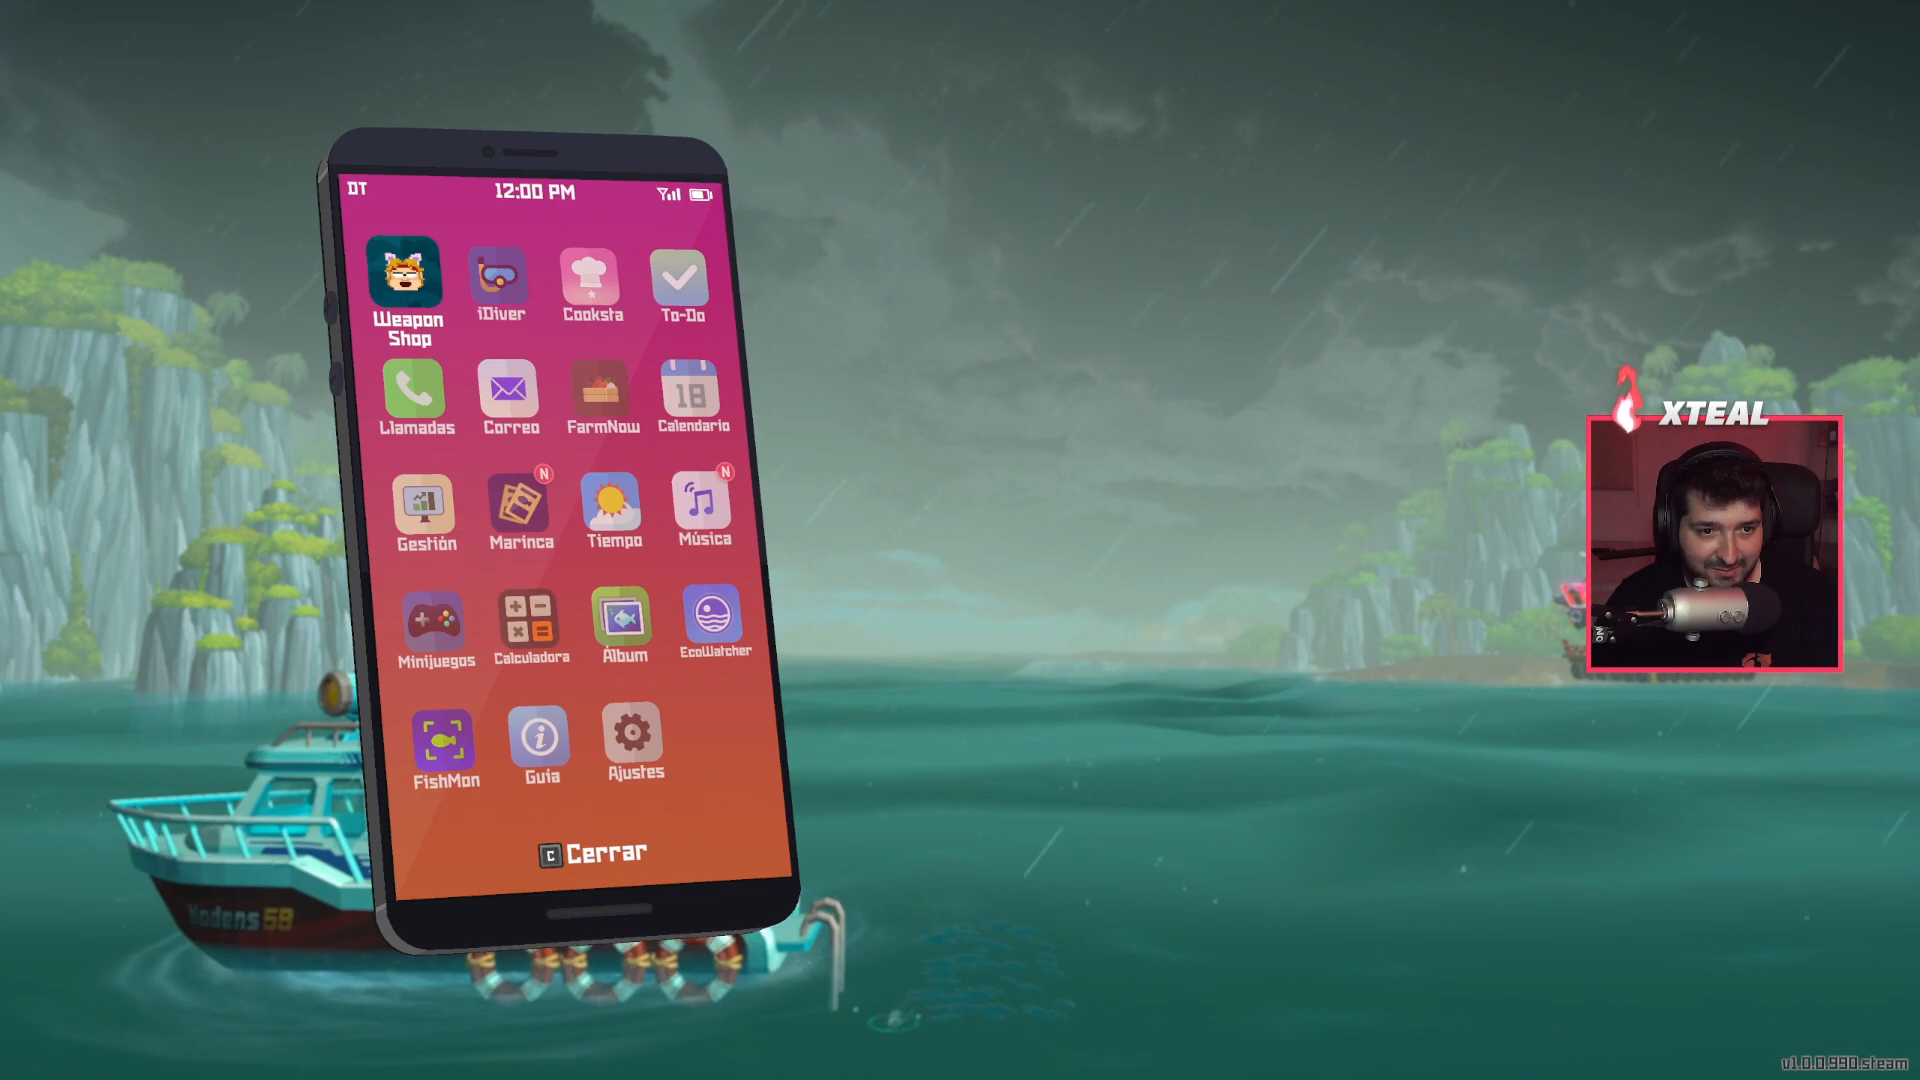 DT
12:00 PM
Weapon Shop
iDiver
Cooksta
To-Do
Llamadas
Correo
FarmNow
18
Calendario
Gestión
N
Marinca
Tiempo
N
Música
Minijuegos
Calculadora
Álbum
EcoWatcher
FishMon
Guía
Ajustes
C Cerrar
XTEAL
Nodens58
v1.0.0.990.steam